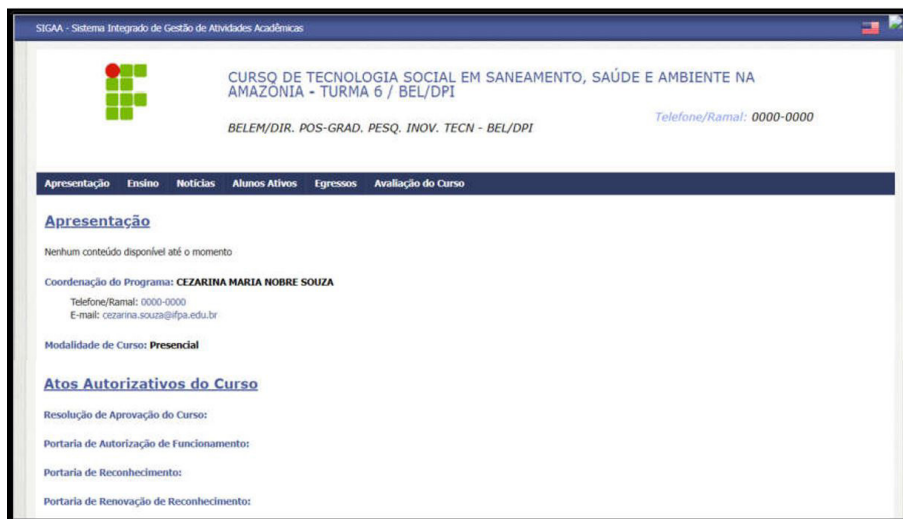 SIGAA - Sistema Integrado de Gestão de Atividades Acadêmicas
CURSO DE TECNOLOGIA SOCIAL EM SANEAMENTO, SAÚDE E AMBIENTE NA
AMAZÔNIA - TURMA 6 / BEL/DPI
Telefone/Ramal: 0000-0000
BELEM/DIR. POS-GRAD. PESQ. INOV. TECN - BEL/DPI
Apresentação Ensino Notícias Alunos Ativos Egressos Avaliação do Curso
Apresentação
Nenhum conteúdo disponível até o momento
Coordenação do Programa: CEZARINA MARIA NOBRE SOUZA
Telefone/Ramal: 0000-0000
E-mail: cezarina.souza@ifpa.edu.br
Modalidade de Curso: Presencial
Atos Autorizativos do Curso
Resolução de Aprovação do Curso:
Portaria de Autorização de Funcionamento:
Portaria de Reconhecimento:
Portaria de Renovação de Reconhecimento: